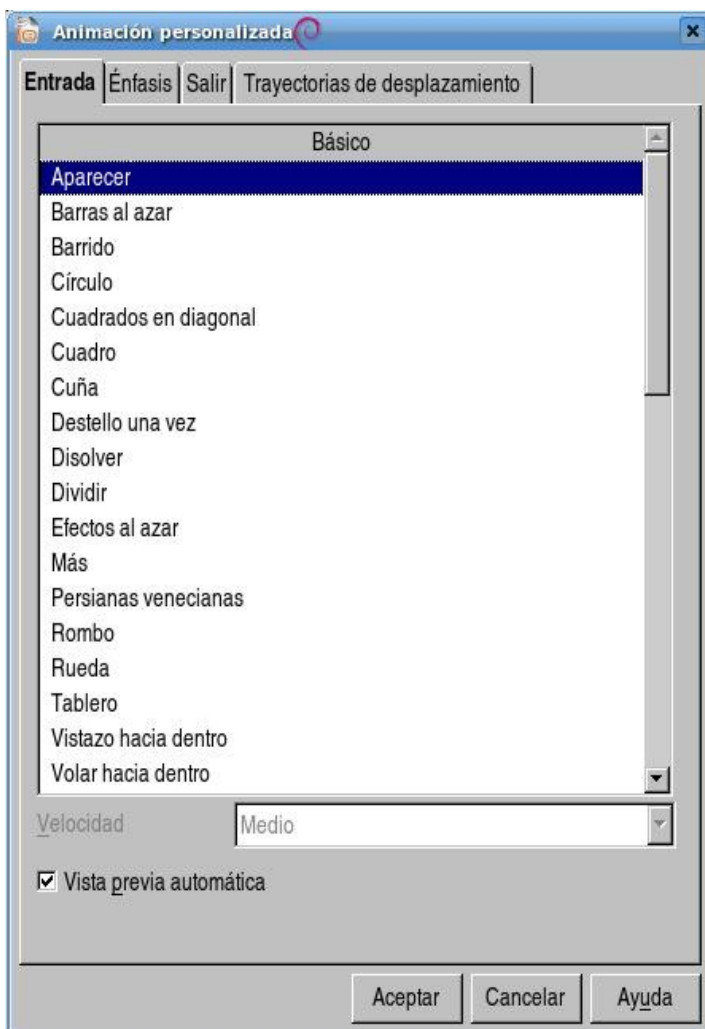 Animación personalizada
Entrada Énfasis Salir Trayectorias de desplazamiento
Básico
Aparecer
Barras al azar
Barrido
Círculo
Cuadrados en diagonal
Cuadro
Cuña
Destello una vez
Disolver
Dividir
Efectos al azar
Más
Persianas venecianas
Rombo
Rueda
Tablero
Vistazo hacia dentro
Volar hacia dentro
Velocidad Medio
Vista previa automática
Aceptar Cancelar Ayuda